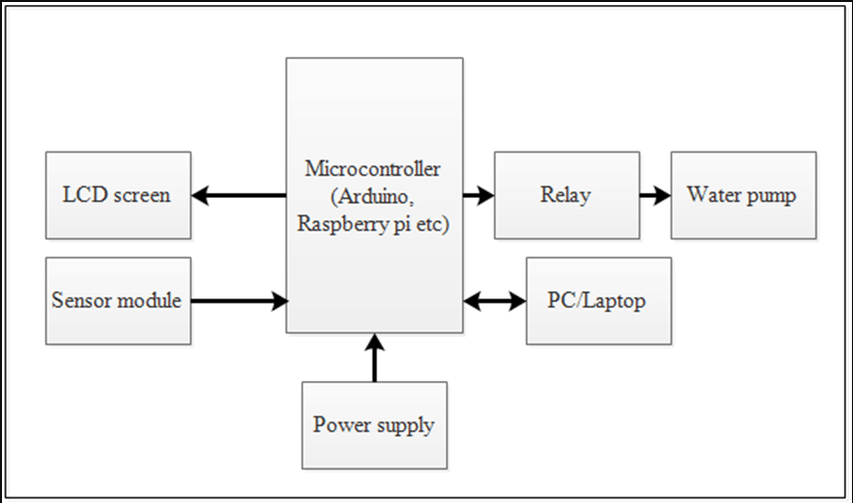 Microcontroller
(Arduino,
Raspberry pi etc)
LCD screen
Relay
Water pump
Sensor module
PC/Laptop
Power supply